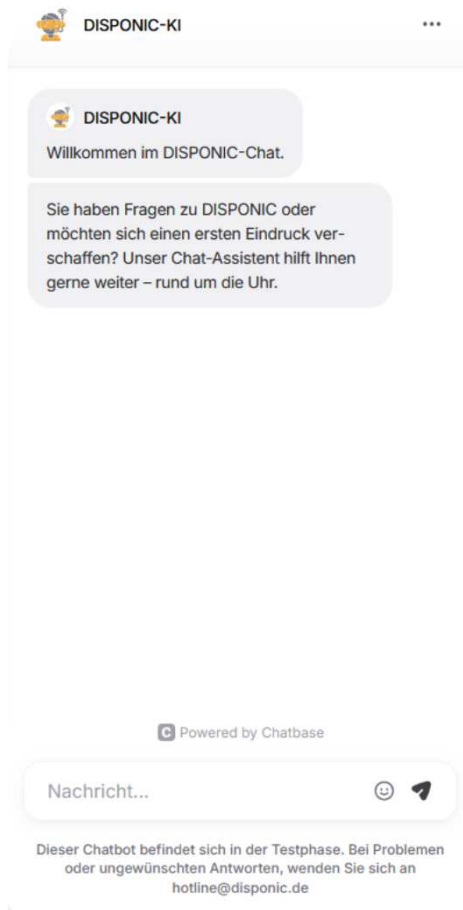 DISPONIC-KI
DISPONIC-KI
Willkommen im DISPONIC-Chat.
Sie haben Fragen zu DISPONIC oder
möchten sich einen ersten Eindruck ver-
schaffen? Unser Chat-Assistent hilft Ihnen
gerne weiter – rund um die Uhr.
C Powered by Chatbase
Nachricht...
Dieser Chatbot befindet sich in der Testphase. Bei Problemen
oder ungewünschten Antworten, wenden Sie sich an
hotline@disponic.de